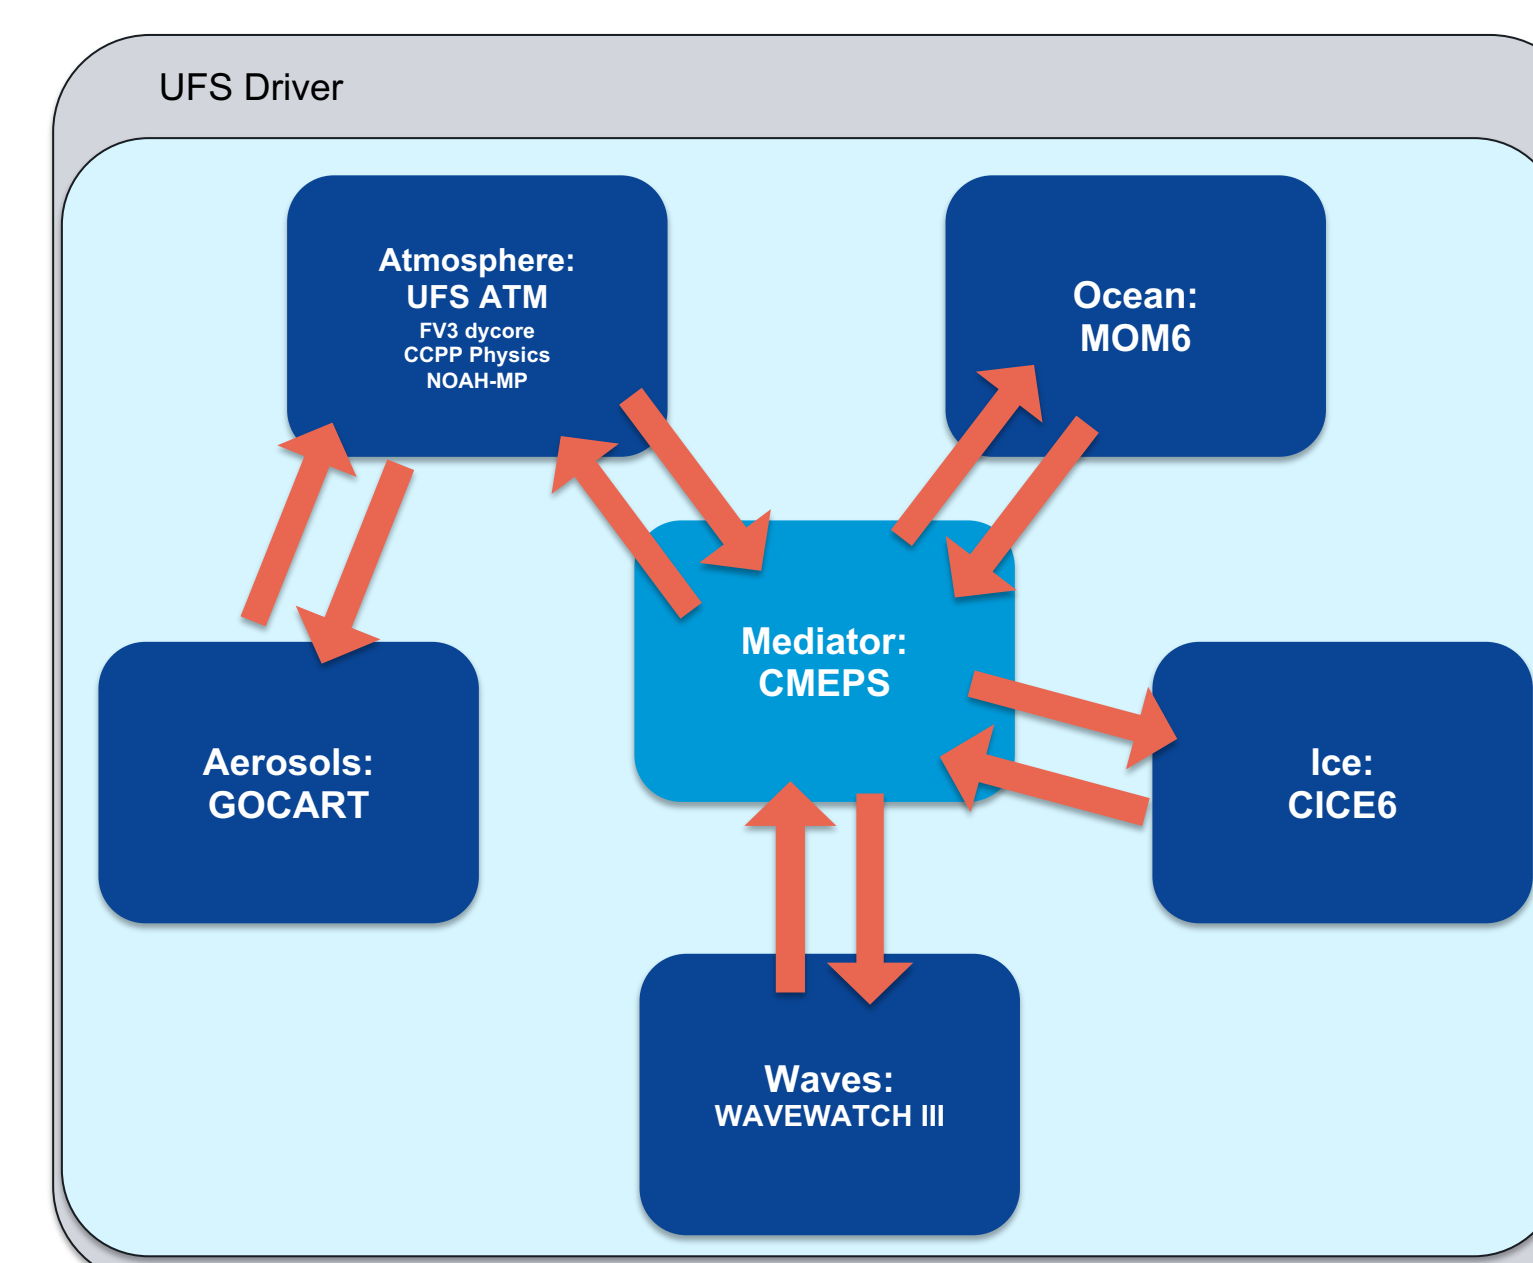 UFS Driver
Atmosphere:
UFS ATM
FV3 dycore
CCPP Physics
NOAH-MP
Ocean:
MOM6
Mediator:
CMEPS
Aerosols:
GOCART
Ice:
CICE6
Waves:
WAVEWATCH III